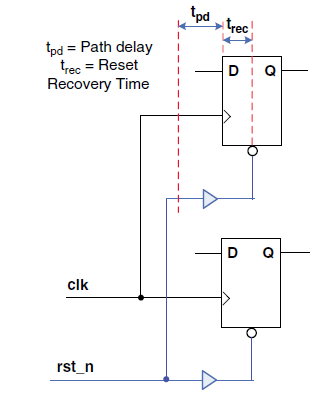 tpd trec
tpd = Path delay
trec = Reset
Recovery Time
D Q
D Q
clk
rst_n